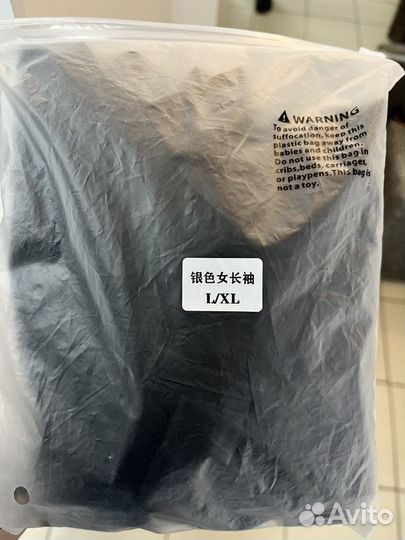 WARNING
To avoid danger of
Suffocation, keep this
plastic bag away from
babies and children.
Do not use this bag in
cribs,beds, carriages,
or playpens.This bag is
not a toy.
银色女长袖
L/XL
Avito